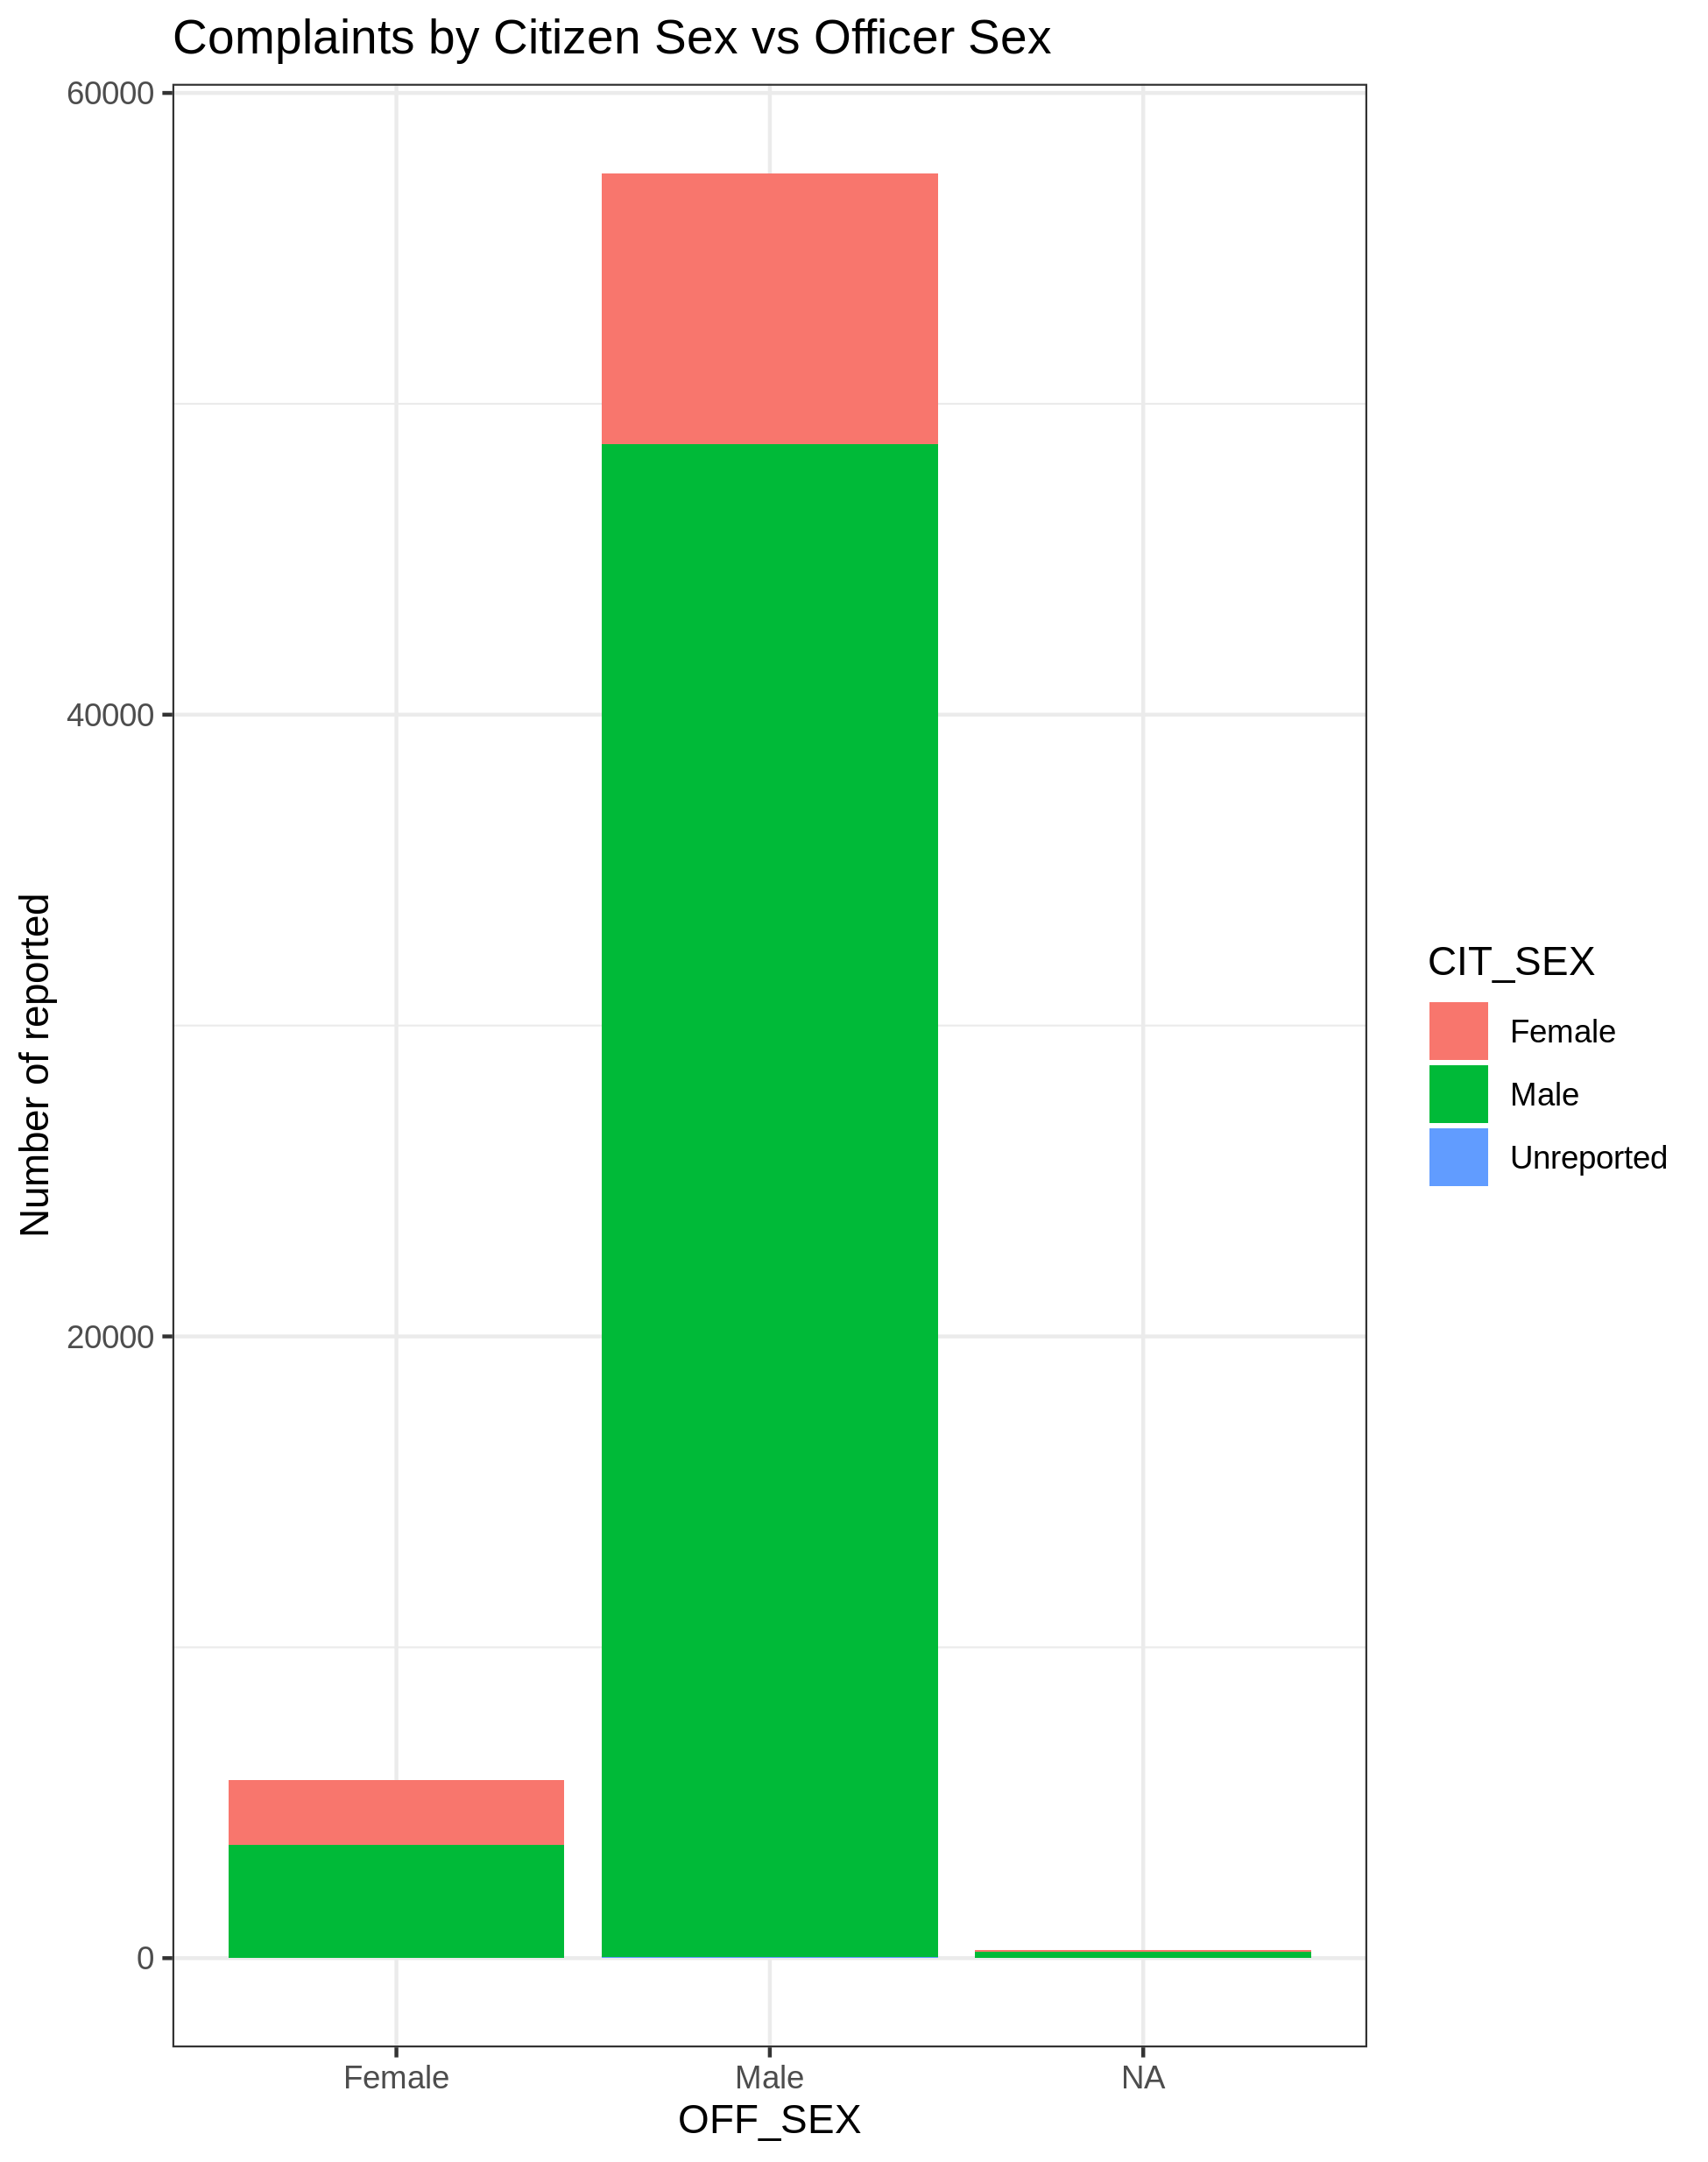 Complaints by Citizen Sex vs Officer Sex
60000
40000
20000
0
Number of reported
Female
Male
NA
OFF_SEX
CIT_SEX
Female
Male
Unreported